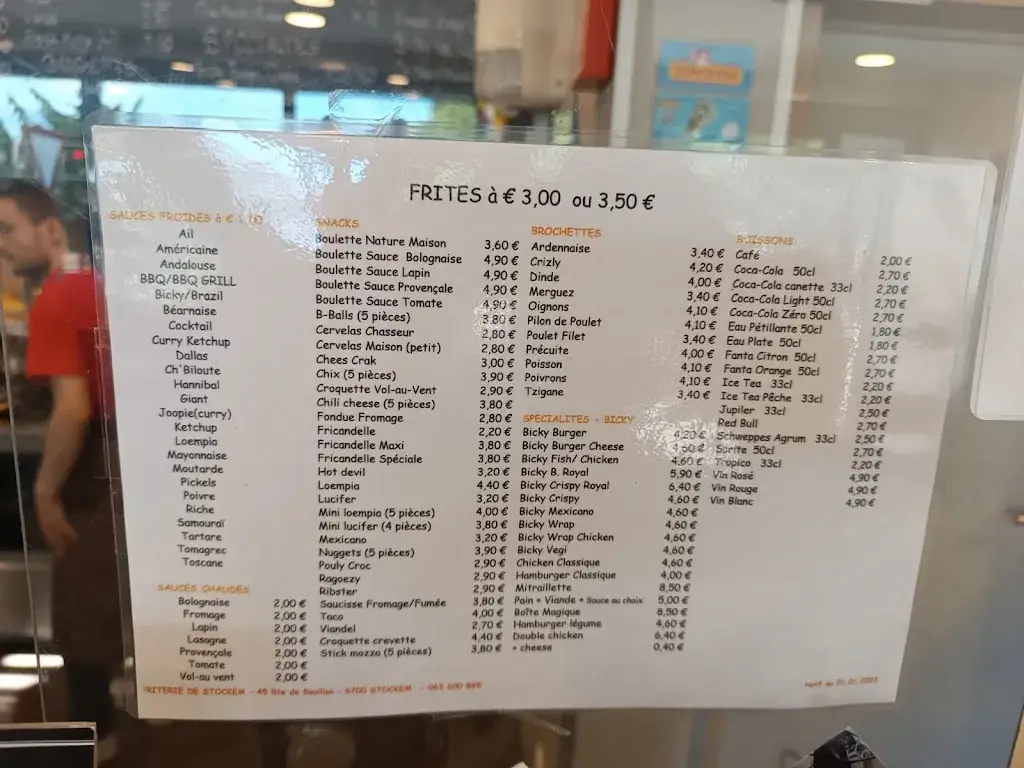 FRITES à € 3,00 ou 3,50 €
SAUCES FROIDES à €
Ail
Américaine
Andalouse
BBQ/BBQ GRILL
Bicky/Brazil
Béarnaise
Cocktail
Curry Ketchup
Dallas
Ch'Biloute
Hannibal
Giant
Joopie(curry)
Ketchup
Loempia
Mayonnaise
Moutarde
Pickels
Poivre
Riche
Samouraï
Tartare
Tomagrec
Toscane
SAUCES CHAUDES
Bolognaise 2,00 €
Fromage 2,00 €
Lapin 2,00 €
Lasagne 2,00 €
Provençale 2,00 €
Tomate 2,00 €
Vol-au vent 2,00 €
SNACKS
Boulette Nature Maison 3,60 €
Boulette Sauce Bolognaise 4,90 €
Boulette Sauce Lapin 4,90 €
Boulette Sauce Provençale 4,90 €
Boulette Sauce Tomate 4,90 €
B-Balls (5 pièces) 3,80 €
Cervelas Chasseur 2,80 €
Cervelas Maison (petit) 2,80 €
Chees Crak 3,00 €
Chix (5 pièces) 3,90 €
Croquette Vol-au-Vent 2,90 €
Chili cheese (5 pièces) 3,80 €
Fondue Fromage 2,80 €
Fricandelle 2,20 €
Fricandelle Maxi 3,80 €
Fricandelle Spéciale 3,80 €
Hot devil 3,20 €
Loempia 4,40 €
Lucifer 3,20 €
Mini loempia (5 pièces) 4,00 €
Mini lucifer (4 pièces) 3,80 €
Mexicano 3,20 €
Nuggets (5 pièces) 3,90 €
Pouly Croc 2,90 €
Ragoezy 2,90 €
Ribster 2,90 €
Saucisse Fromage/Fumée 3,80 €
Taco 4,00 €
Viandel 2,70 €
Croquette crevette 4,40 €
Stick mozza (5 pièces) 3,80 €
BROCHETTES
Ardennaise 3,40 €
Crizly 4,20 €
Dinde 4,00 €
Merguez 3,40 €
Oignons 4,10 €
Pilon de Poulet 4,10 €
Poulet Filet 3,40 €
Précuite 4,00 €
Poisson 4,10 €
Poivrons 4,10 €
Tzigane 3,40 €
SPECIALITES - BICKY
Bicky Burger 4,20 €
Bicky Burger Cheese 4,60 €
Bicky Fish/ Chicken 4,60 €
Bicky B. Royal 5,90 €
Bicky Crispy Royal 6,40 €
Bicky Crispy 4,60 €
Bicky Mexicano 4,60 €
Bicky Wrap 4,60 €
Bicky Wrap Chicken 4,60 €
Bicky Vegi 4,60 €
Chicken Classique 4,60 €
Hamburger Classique 4,00 €
Mitraillette 8,50 €
Pain + Viande + Sauce au choix 5,00 €
Boîte Magique 8,50 €
Hamburger légume 4,60 €
Double chicken 6,40 €
+ cheese 0,40 €
BOISSONS
Café 2,00 €
Coca-Cola 50cl 2,70 €
Coca-Cola canette 33cl 2,20 €
Coca-Cola Light 50cl 2,70 €
Coca-Cola Zéro 50cl 2,70 €
Eau Pétillante 50cl 1,80 €
Eau Plate 50cl 1,80 €
Fanta Citron 50cl 2,70 €
Fanta Orange 50cl 2,70 €
Ice Tea 33cl 2,20 €
Ice Tea Pêche 33cl 2,20 €
Jupiler 33cl 2,50 €
Red Bull 2,70 €
Schweppes Agrum 33cl 2,50 €
Sprite 50cl 2,70 €
Tropico 33cl 2,20 €
Vin Rosé 4,90 €
Vin Rouge 4,90 €
Vin Blanc 4,90 €
FRITERIE DE STOCKEM - 45 Rte de Bouillon - 6700 STOCKEM - 063 600 895